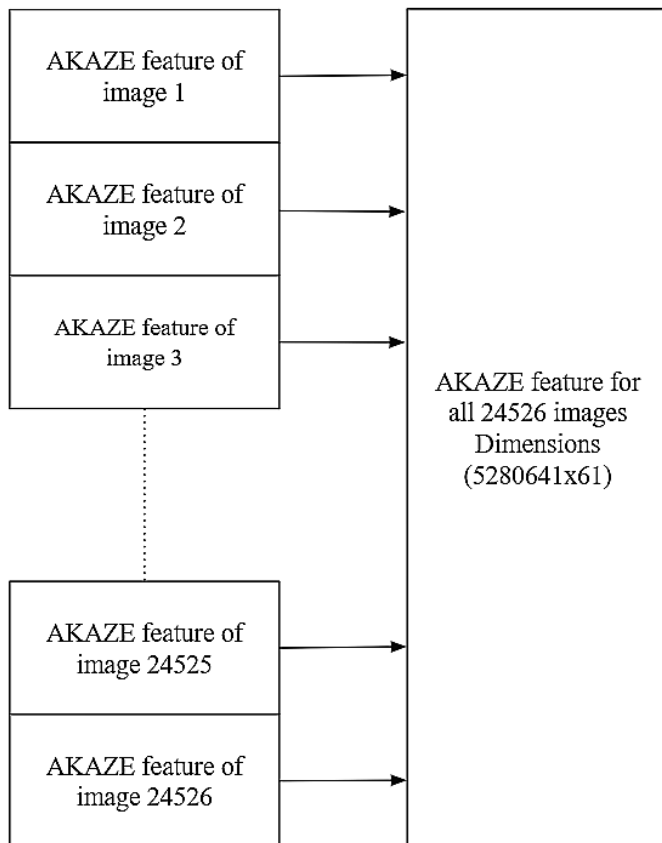 AKAZE feature of
image 1
AKAZE feature of
image 2
AKAZE feature of
image 3
AKAZE feature of
image 24525
AKAZE feature of
image 24526
AKAZE feature for
all 24526 images
Dimensions
(5280641x61)